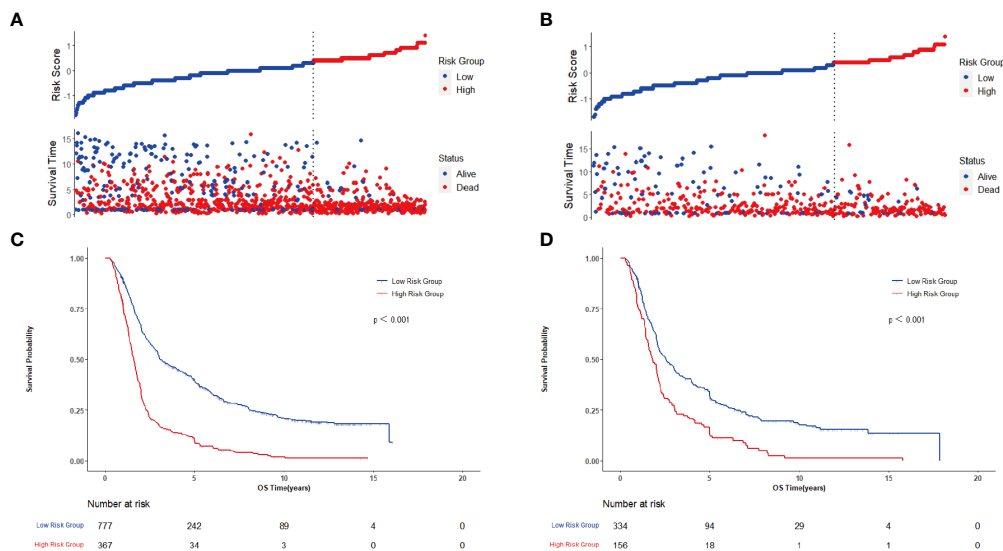 A
Risk Score
1
0
-1
Risk Group
Low
High
Survival Time
15
10
5
0
Status
Alive
Dead
B
Risk Score
1
0
-1
Risk Group
Low
High
Survival Time
15
10
5
0
Status
Alive
Dead
C
Survival Probability
1.00
0.75
0.50
0.25
0.00
Low Risk Group
High Risk Group
p < 0.001
0 5 10 15 20
OS Time(years)
Number at risk
Low Risk Group 777 242 89 4 0
High Risk Group 367 34 3 0 0
D
Survival Probability
1.00
0.75
0.50
0.25
0.00
Low Risk Group
High Risk Group
p < 0.001
0 5 10 15 20
OS Time(years)
Number at risk
Low Risk Group 334 94 29 4 0
High Risk Group 156 18 1 1 0